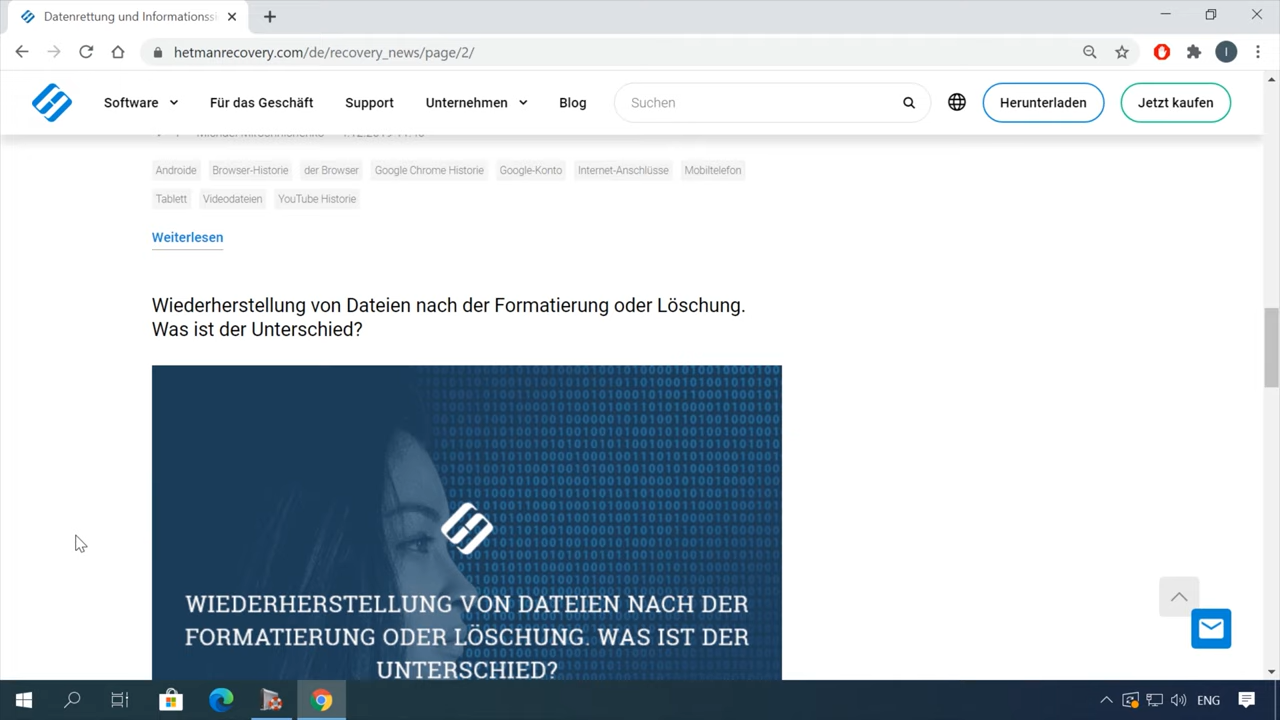 Datenrettung und Informationss
hetmanrecovery.com/de/recovery_news/page/2/
I
Software
Für das Geschäft
Support
Unternehmen
Blog
Suchen
Herunterladen
Jetzt kaufen
Androide
Browser-Historie
der Browser
Google Chrome Historie
Google-Konto
Internet-Anschlüsse
Mobiltelefon
Tablett
Videodateien
YouTube Historie
Weiterlesen
Wiederherstellung von Dateien nach der Formatierung oder Löschung.
Was ist der Unterschied?
WIEDERHERSTELLUNG VON DATEIEN NACH DER
FORMATIERUNG ODER LÖSCHUNG. WAS IST DER
UNTERSCHIED?
ENG